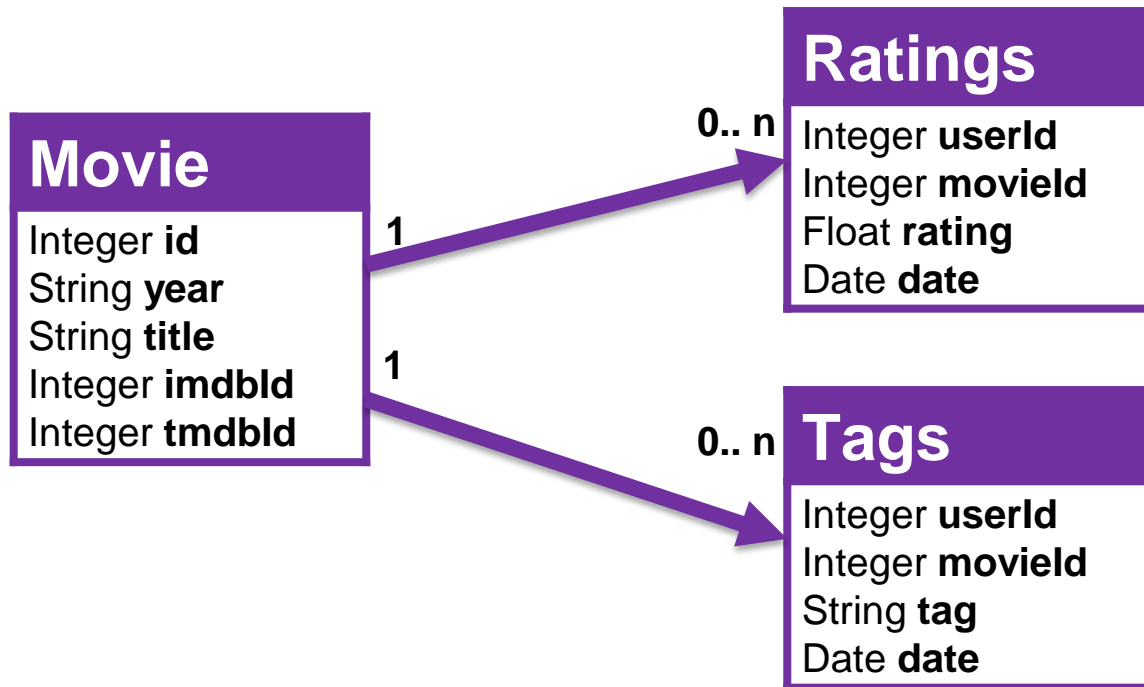 Movie
Integer id
String year
String title
Integer imdbId
Integer tmdbId
1
1
0.. n
0.. n
Ratings
Integer userId
Integer movieId
Float rating
Date date
Tags
Integer userId
Integer movieId
String tag
Date date